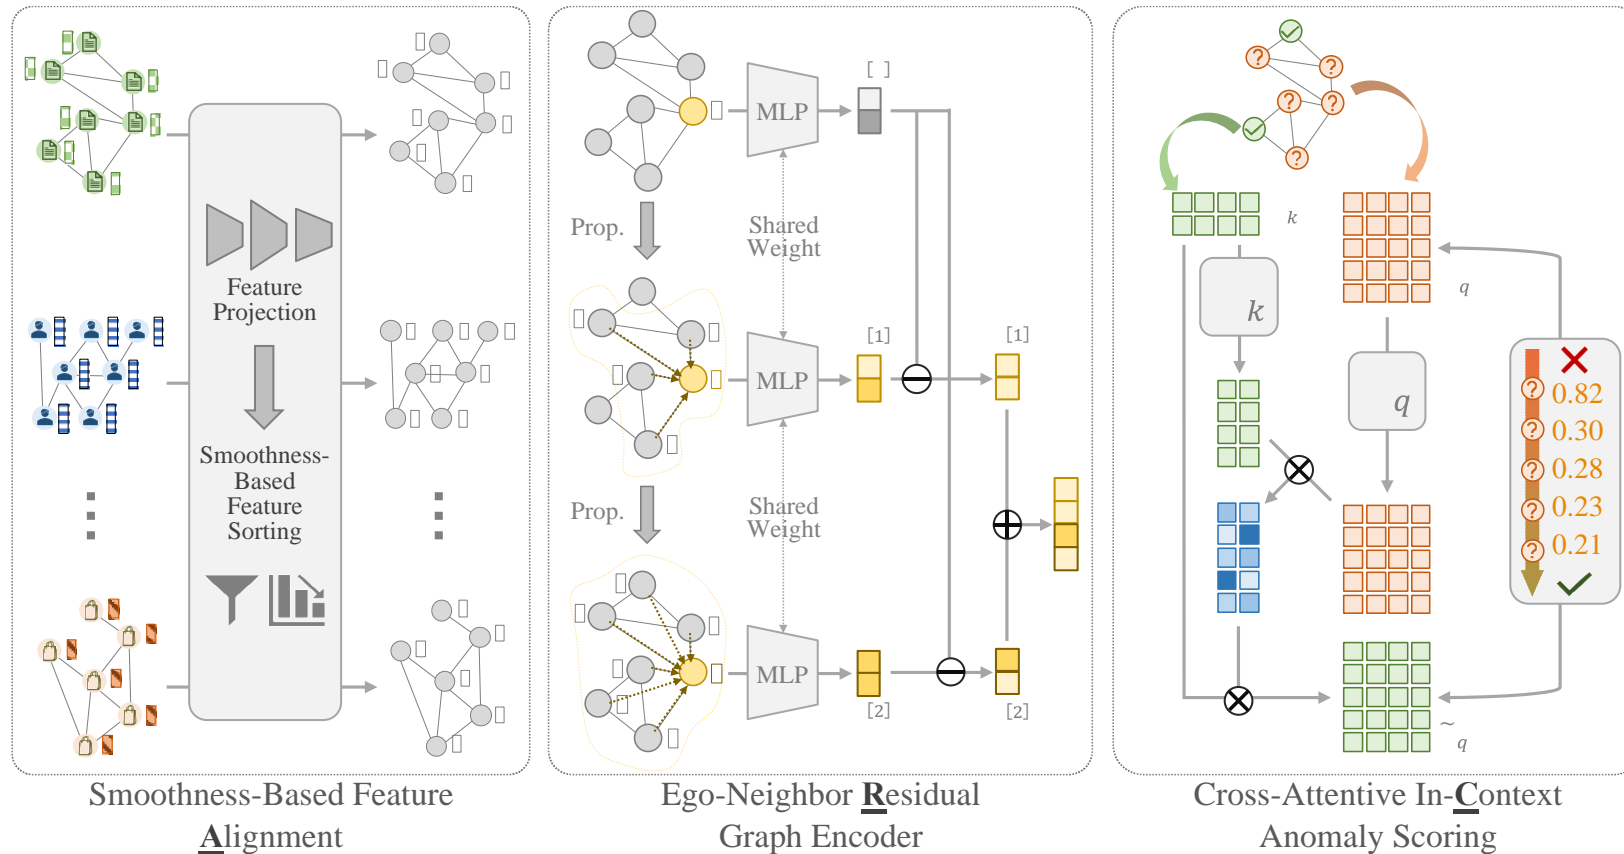 Feature
Projection
Smoothness-
Based
Feature
Sorting
Smoothness-Based Feature
Alignment
Prop.
Prop.
MLP
MLP
MLP
Shared
Weight
Shared
Weight
[ ]
[1]
[1]
[2]
[2]
Ego-Neighbor Residual
Graph Encoder
? ? ? ? ? ?
k
q
k
q
? 0.82
? 0.30
? 0.28
? 0.23
? 0.21
~
q
Cross-Attentive In-Context
Anomaly Scoring